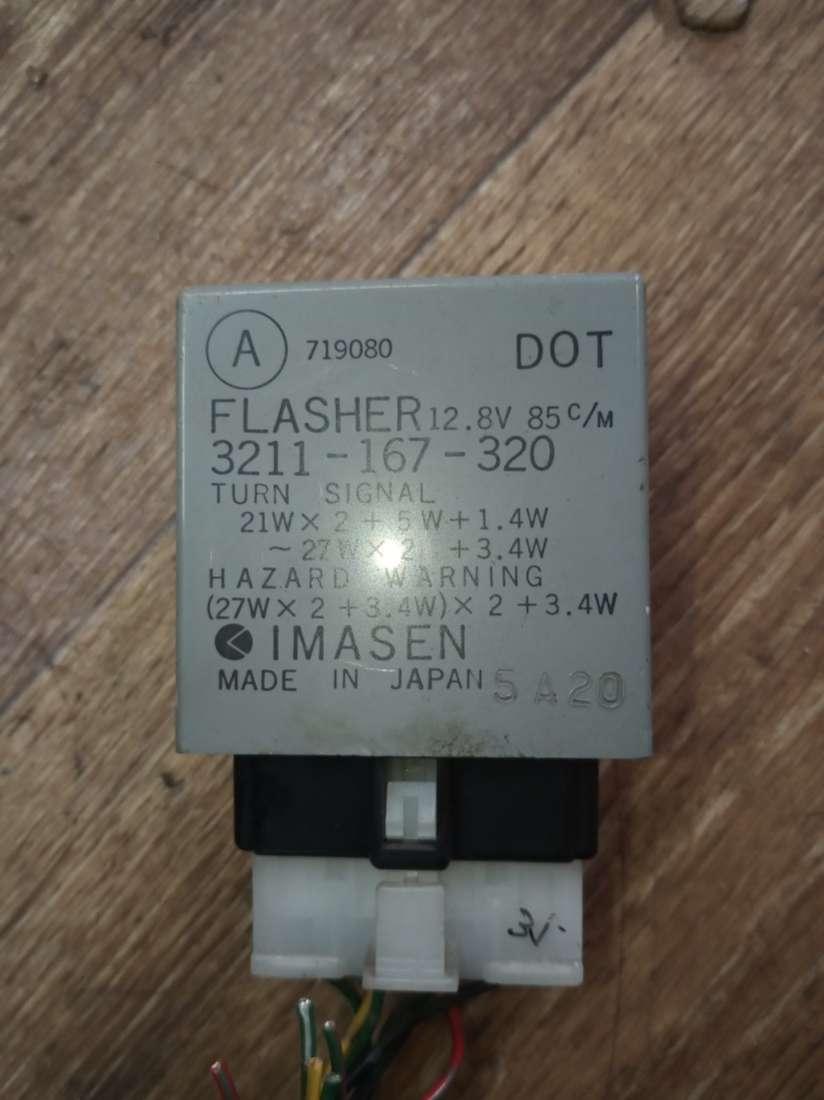 A 719080 DOT
FLASHER 12.8V 85 C/M
3211-167-320
TURN SIGNAL
21W × 2 + 5W + 1.4W
~ 27W × 2 + 3.4W
HAZARD WARNING
(27W × 2 + 3.4W) × 2 + 3.4W
IMASEN
MADE IN JAPAN 5A20